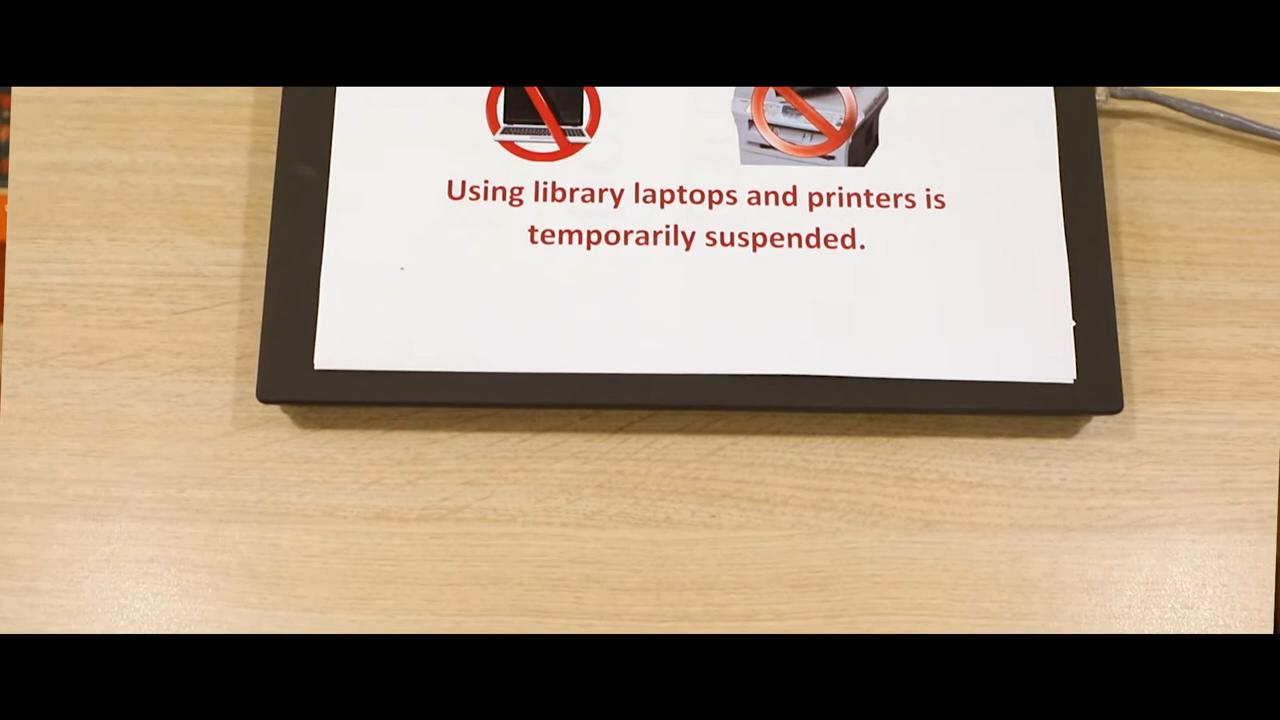 Using library laptops and printers is
temporarily suspended.